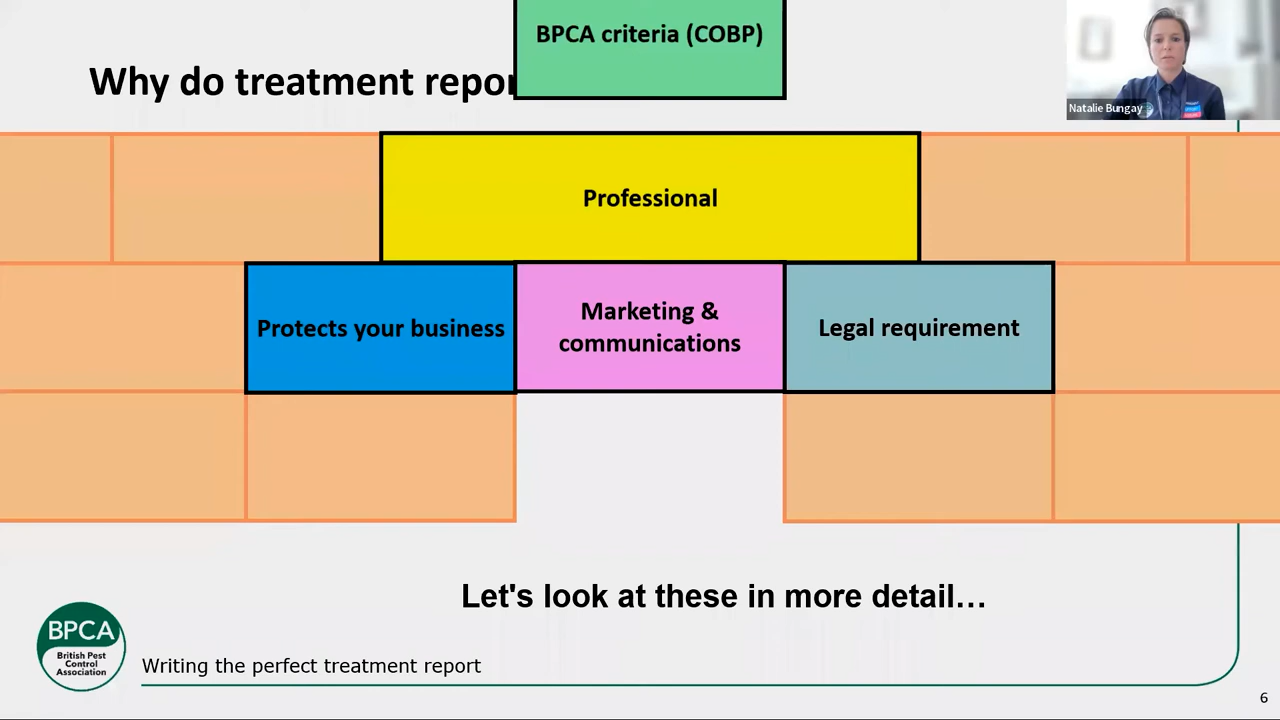 BPCA criteria (COBP)
Why do treatment repor
Natalie Bungay
Professional
Protects your business
Marketing &
communications
Legal requirement
Let's look at these in more detail…
BPCA
British Pest
Control
Association
Writing the perfect treatment report
6